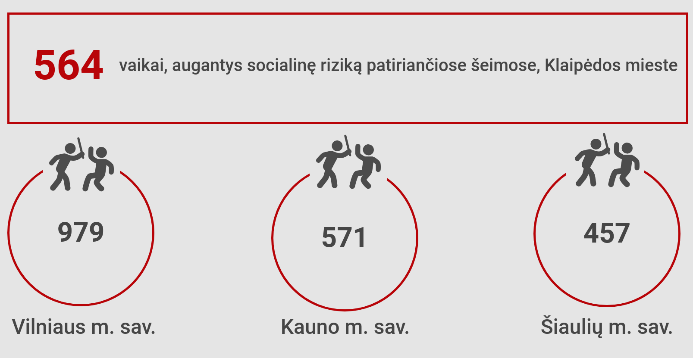 564 vaikai, augantys socialinę riziką patiriančiose šeimose, Klaipėdos mieste
979
571
457
Vilniaus m. sav.
Kauno m. sav.
Šiaulių m. sav.